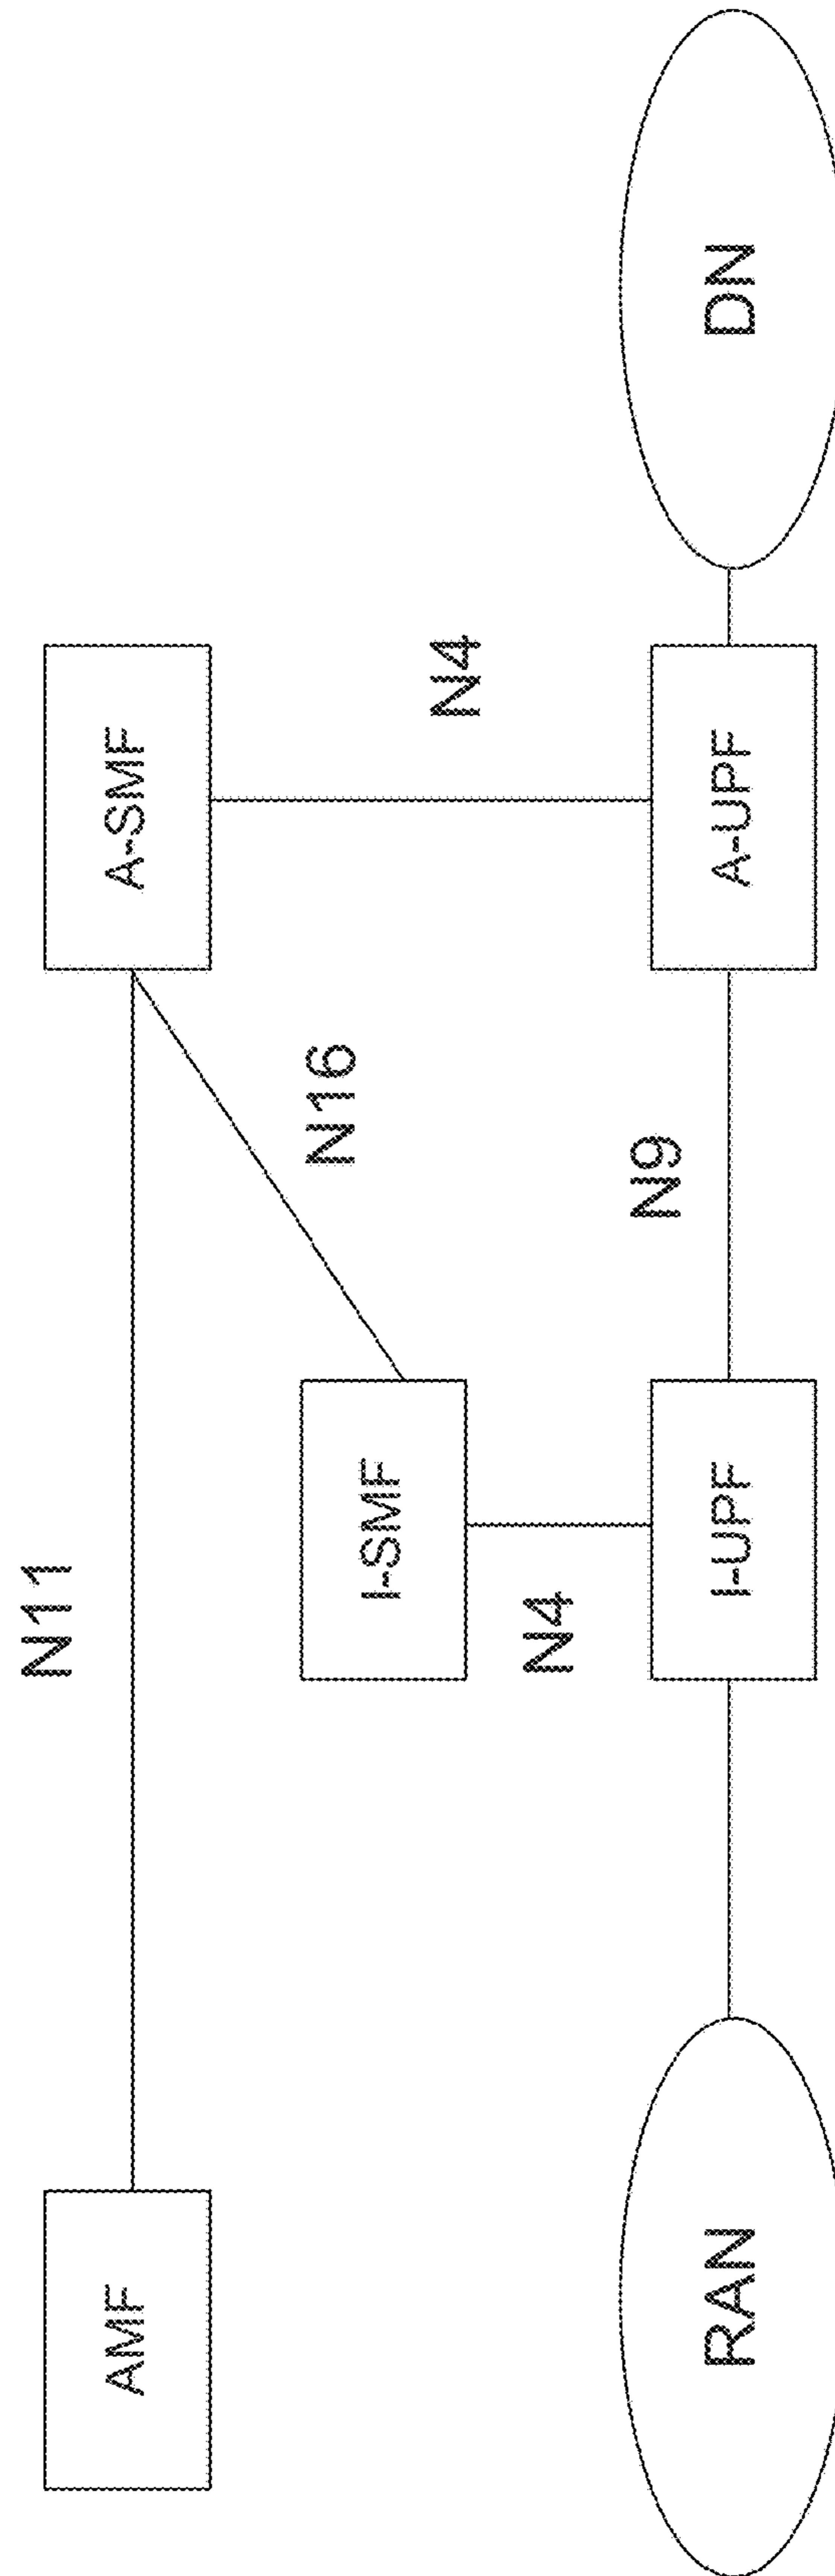 N11
AMF
A-SMF
N16
I-SMF
N4
N4
N9
RAN
I-UPF
A-UPF
DN